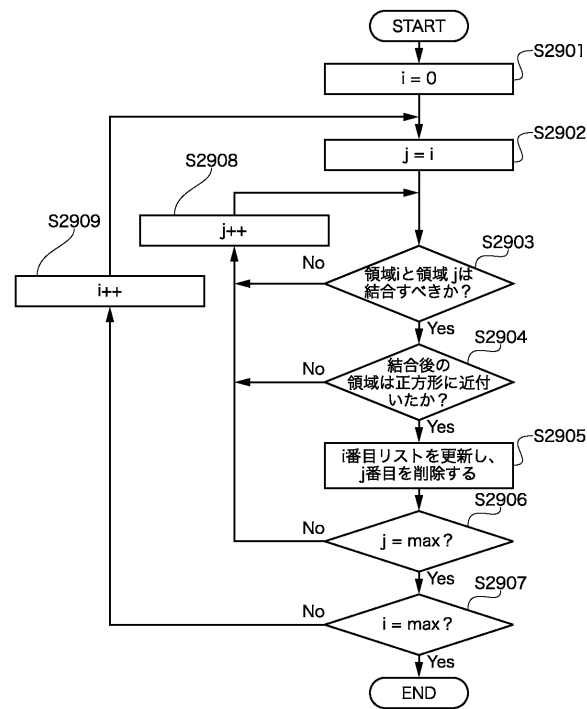 START
S2901
i = 0
S2902
j = i
S2908
j++
S2909
i++
S2903
領域iと領域jは
結合すべきか？
No
Yes
S2904
結合後の
領域は正方形に近付
いたか？
No
Yes
S2905
i番目リストを更新し、
j番目を削除する
S2906
j = max？
No
Yes
S2907
i = max？
No
Yes
END